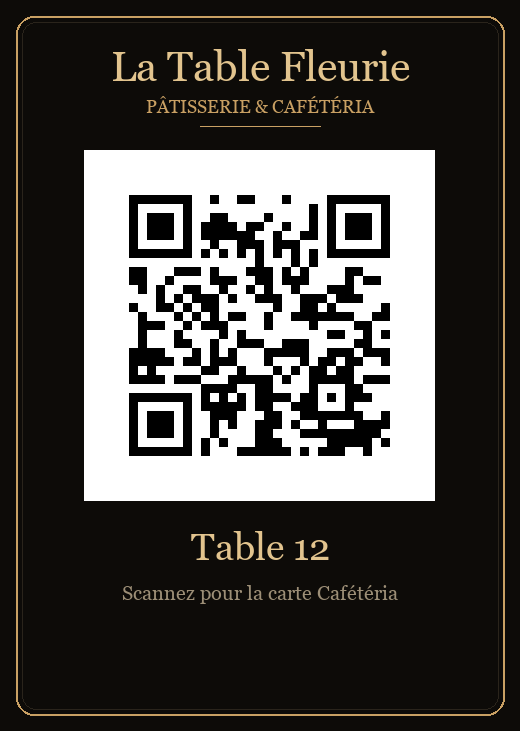 La Table Fleurie
PÂTISSERIE & CAFÉTÉRIA
Table 12
Scannez pour la carte Cafétéria